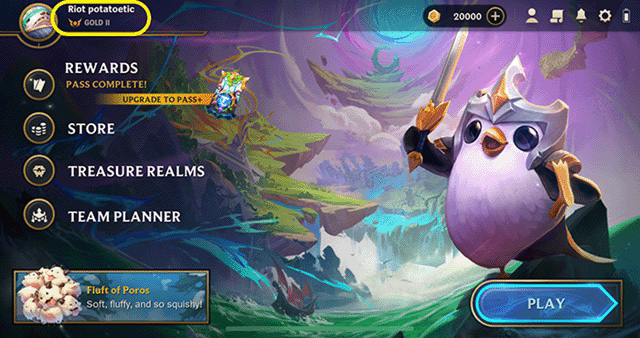 Riot potatoetic
GOLD II
20000
REWARDS
PASS COMPLETE!
UPGRADE TO PASS+
STORE
TREASURE REALMS
TEAM PLANNER
Fluft of Poros
Soft, fluffy, and so squishy!
PLAY